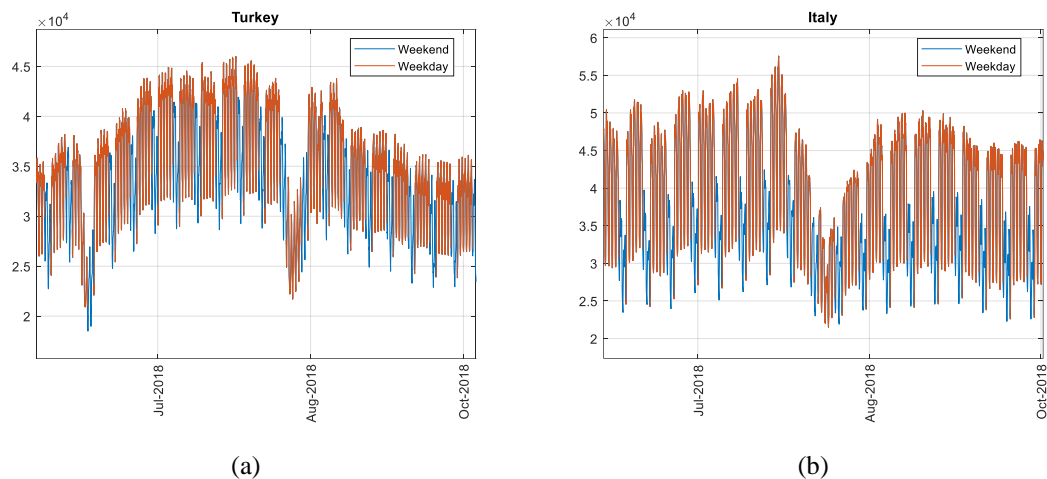 Turkey
×10⁴
4.5
4
3.5
3
2.5
2
Jul-2018
Aug-2018
Oct-2018
Weekend
Weekday
(a)
Italy
×10⁴
6
5.5
5
4.5
4
3.5
3
2.5
2
Jul-2018
Aug-2018
Oct-2018
Weekend
Weekday
(b)